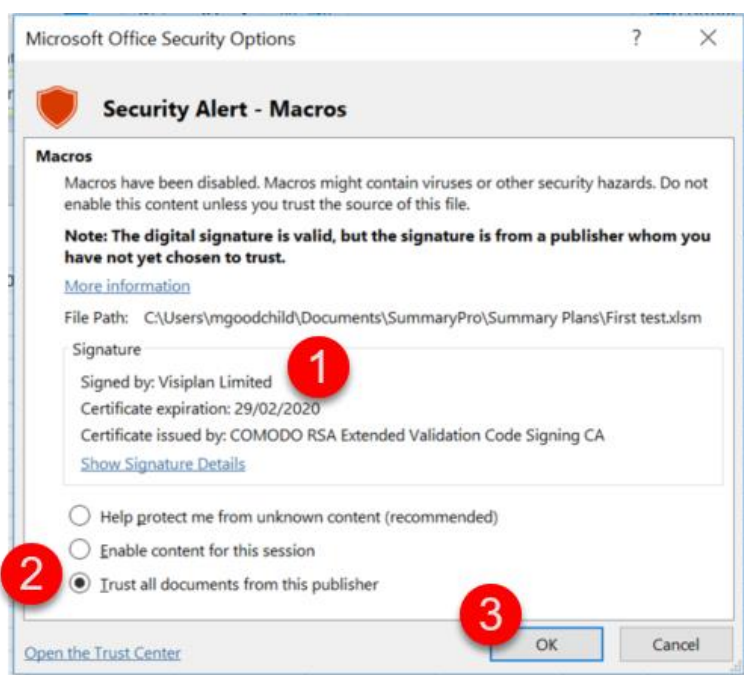 Microsoft Office Security Options
?
Security Alert - Macros
Macros
Macros have been disabled. Macros might contain viruses or other security hazards. Do not
enable this content unless you trust the source of this file.
Note: The digital signature is valid, but the signature is from a publisher whom you
have not yet chosen to trust.
More information
File Path: C:\Users\mgoodchild\Documents\SummaryPro\Summary Plans\First test.xlsm
Signature
1
Signed by: Visiplan Limited
Certificate expiration: 29/02/2020
Certificate issued by: COMODO RSA Extended Validation Code Signing CA
Show Signature Details
Help protect me from unknown content (recommended)
Enable content for this session
2
Trust all documents from this publisher
3
Open the Trust Center
OK
Cancel